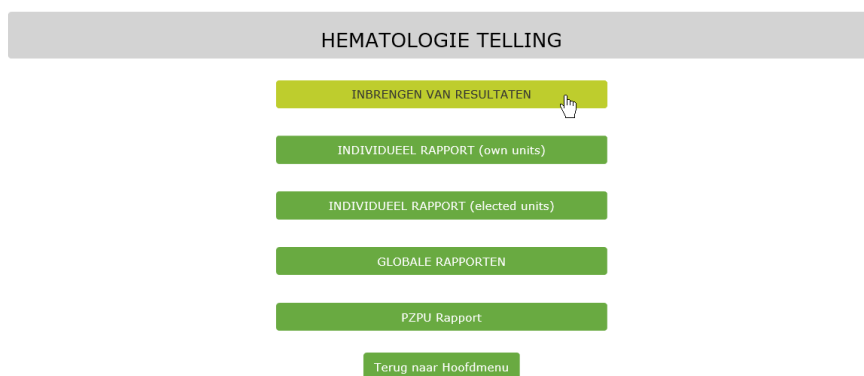 HEMATOLOGIE TELLING
INBRENGEN VAN RESULTATEN
INDIVIDUEEL RAPPORT (own units)
INDIVIDUEEL RAPPORT (elected units)
GLOBALE RAPPORTEN
PZPU Rapport
Terug naar Hoofdmenu